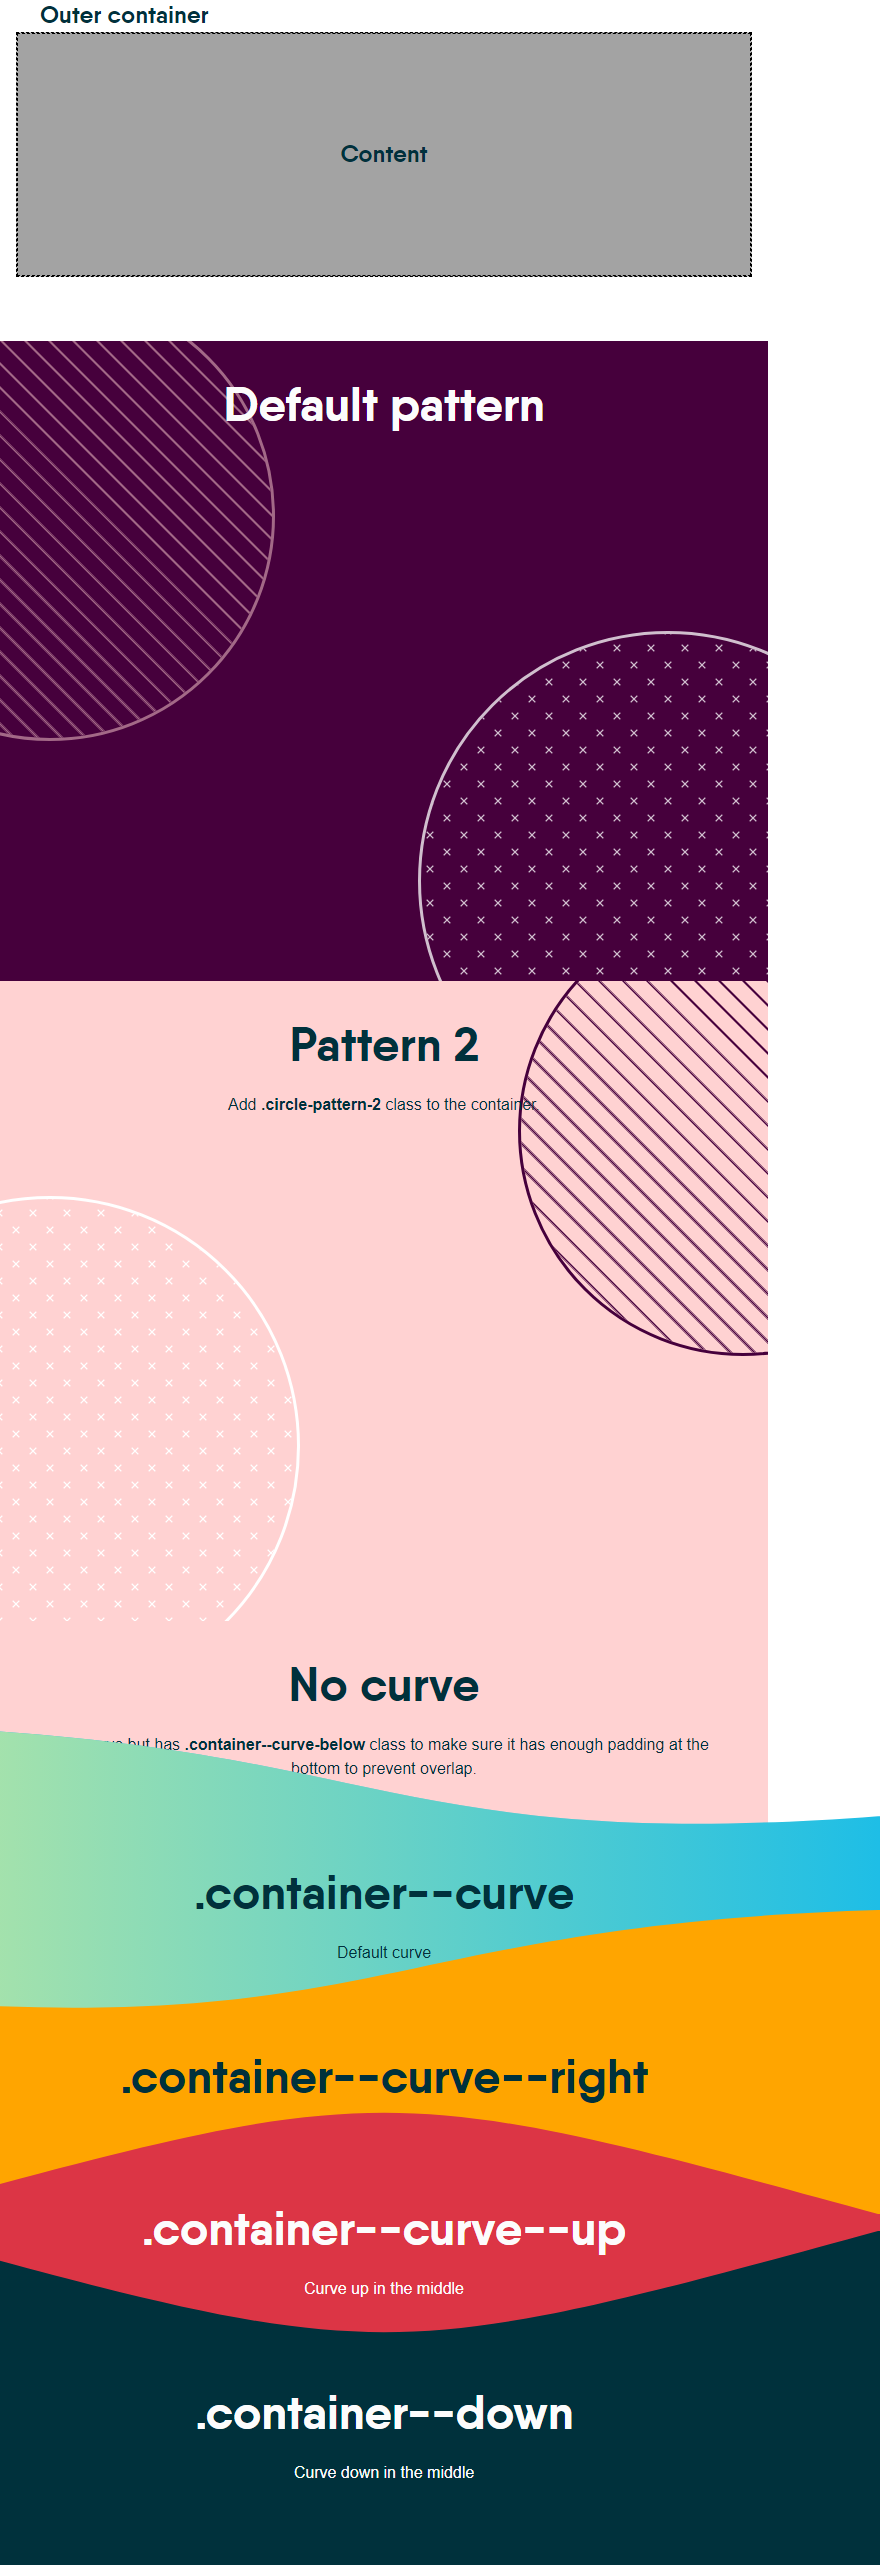 Outer container
Content
Default pattern
Pattern 2
Add .circle-pattern-2 class to the container.
No curve
but has .container--curve-below class to make sure it has enough padding at the
bottom to prevent overlap.
.container--curve
Default curve
.container--curve--right
.container--curve--up
Curve up in the middle
.container--down
Curve down in the middle